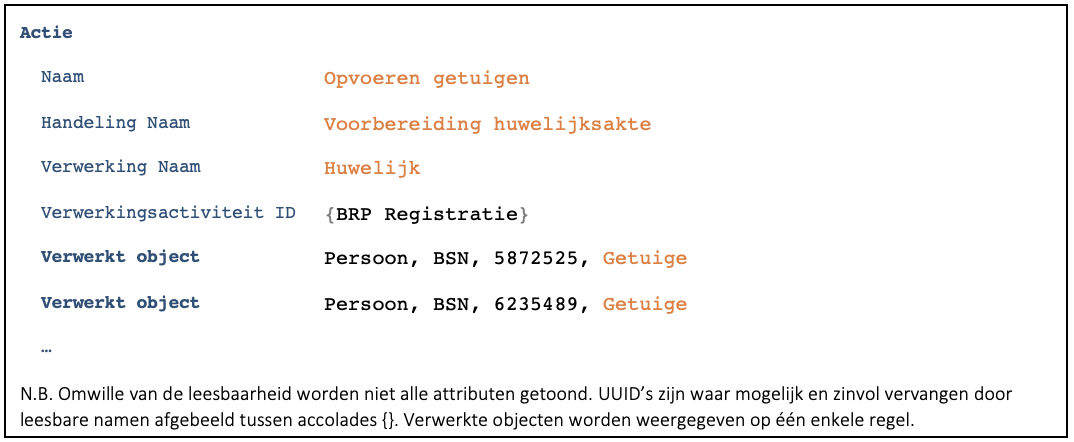 Actie
Naam Opvoeren getuigen
Handeling Naam Voorbereiding huwelijksakte
Verwerking Naam Huwelijk
Verwerkingsactiviteit ID {BRP Registratie}
Verwerkt object Persoon, BSN, 5872525, Getuige
Verwerkt object Persoon, BSN, 6235489, Getuige
…
N.B. Omwille van de leesbaarheid worden niet alle attributen getoond. UUID’s zijn waar mogelijk en zinvol vervangen door
leesbare namen afgebeeld tussen accolades {}. Verwerkte objecten worden weergegeven op één enkele regel.